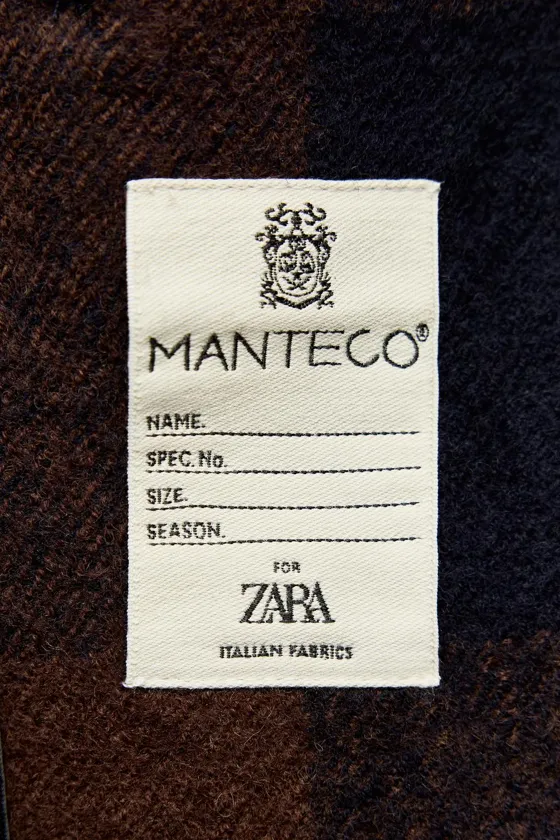 MANTECO®
NAME.
SPEC. No.
SIZE.
SEASON.
FOR
ZARA
ITALIAN FABRICS